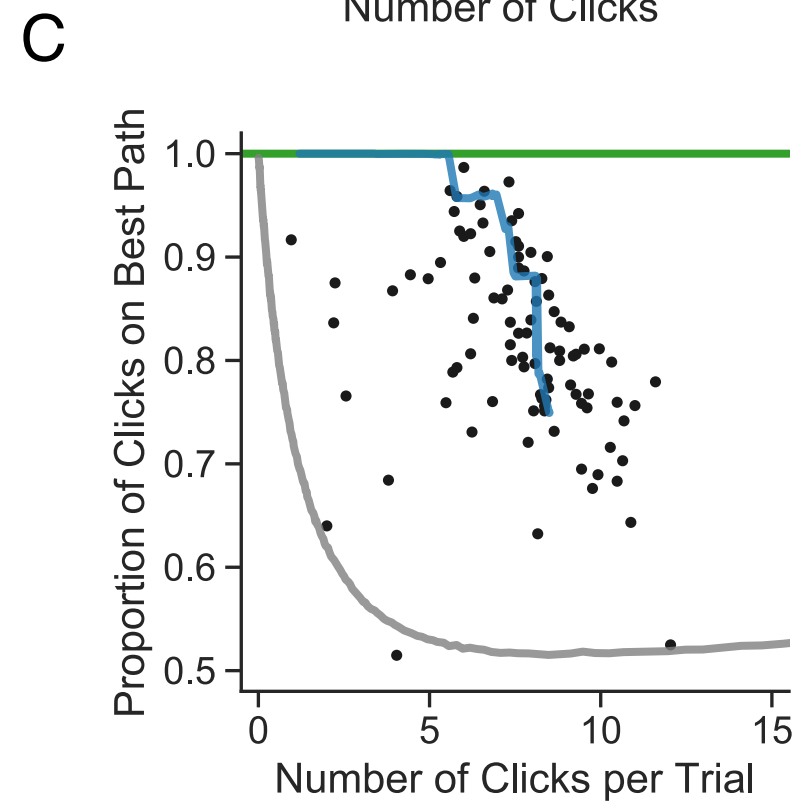 Number of Clicks
C
Proportion of Clicks on Best Path
1.0
0.9
0.8
0.7
0.6
0.5
0 5 10 15
Number of Clicks per Trial